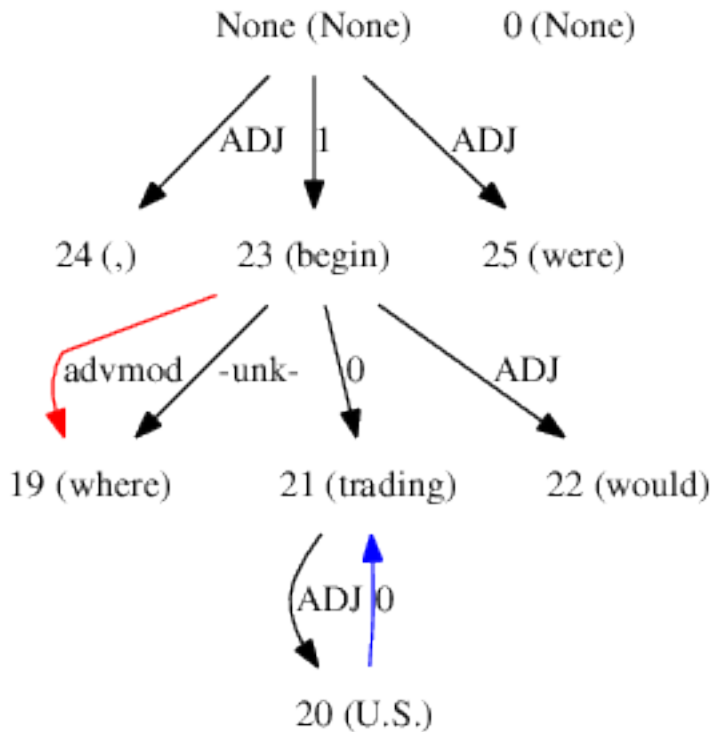 None (None) 0 (None)
ADJ 1 ADJ
24 (,) 23 (begin) 25 (were)
advmod -unk- 0 ADJ
19 (where) 21 (trading) 22 (would)
ADJ 0
20 (U.S.)